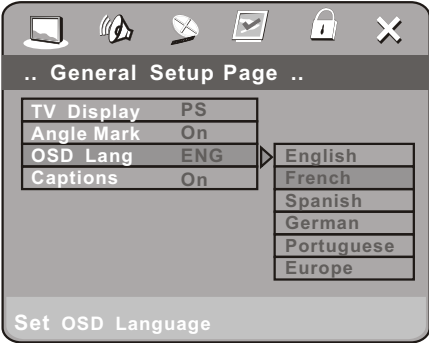 .. General Setup Page ..
TV Display PS
Angle Mark On
OSD Lang ENG
Captions On
English
French
Spanish
German
Portuguese
Europe
Set OSD Language